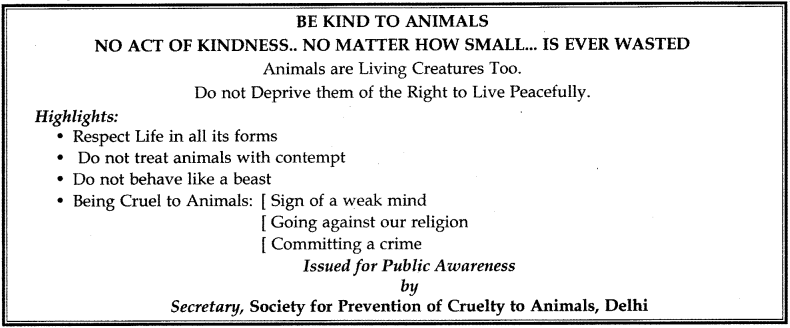 BE KIND TO ANIMALS
NO ACT OF KINDNESS.. NO MATTER HOW SMALL... IS EVER WASTED
Animals are Living Creatures Too.
Do not Deprive them of the Right to Live Peacefully.
Highlights:
• Respect Life in all its forms
• Do not treat animals with contempt
• Do not behave like a beast
• Being Cruel to Animals: [ Sign of a weak mind
[ Going against our religion
[ Committing a crime
Issued for Public Awareness
by
Secretary, Society for Prevention of Cruelty to Animals, Delhi